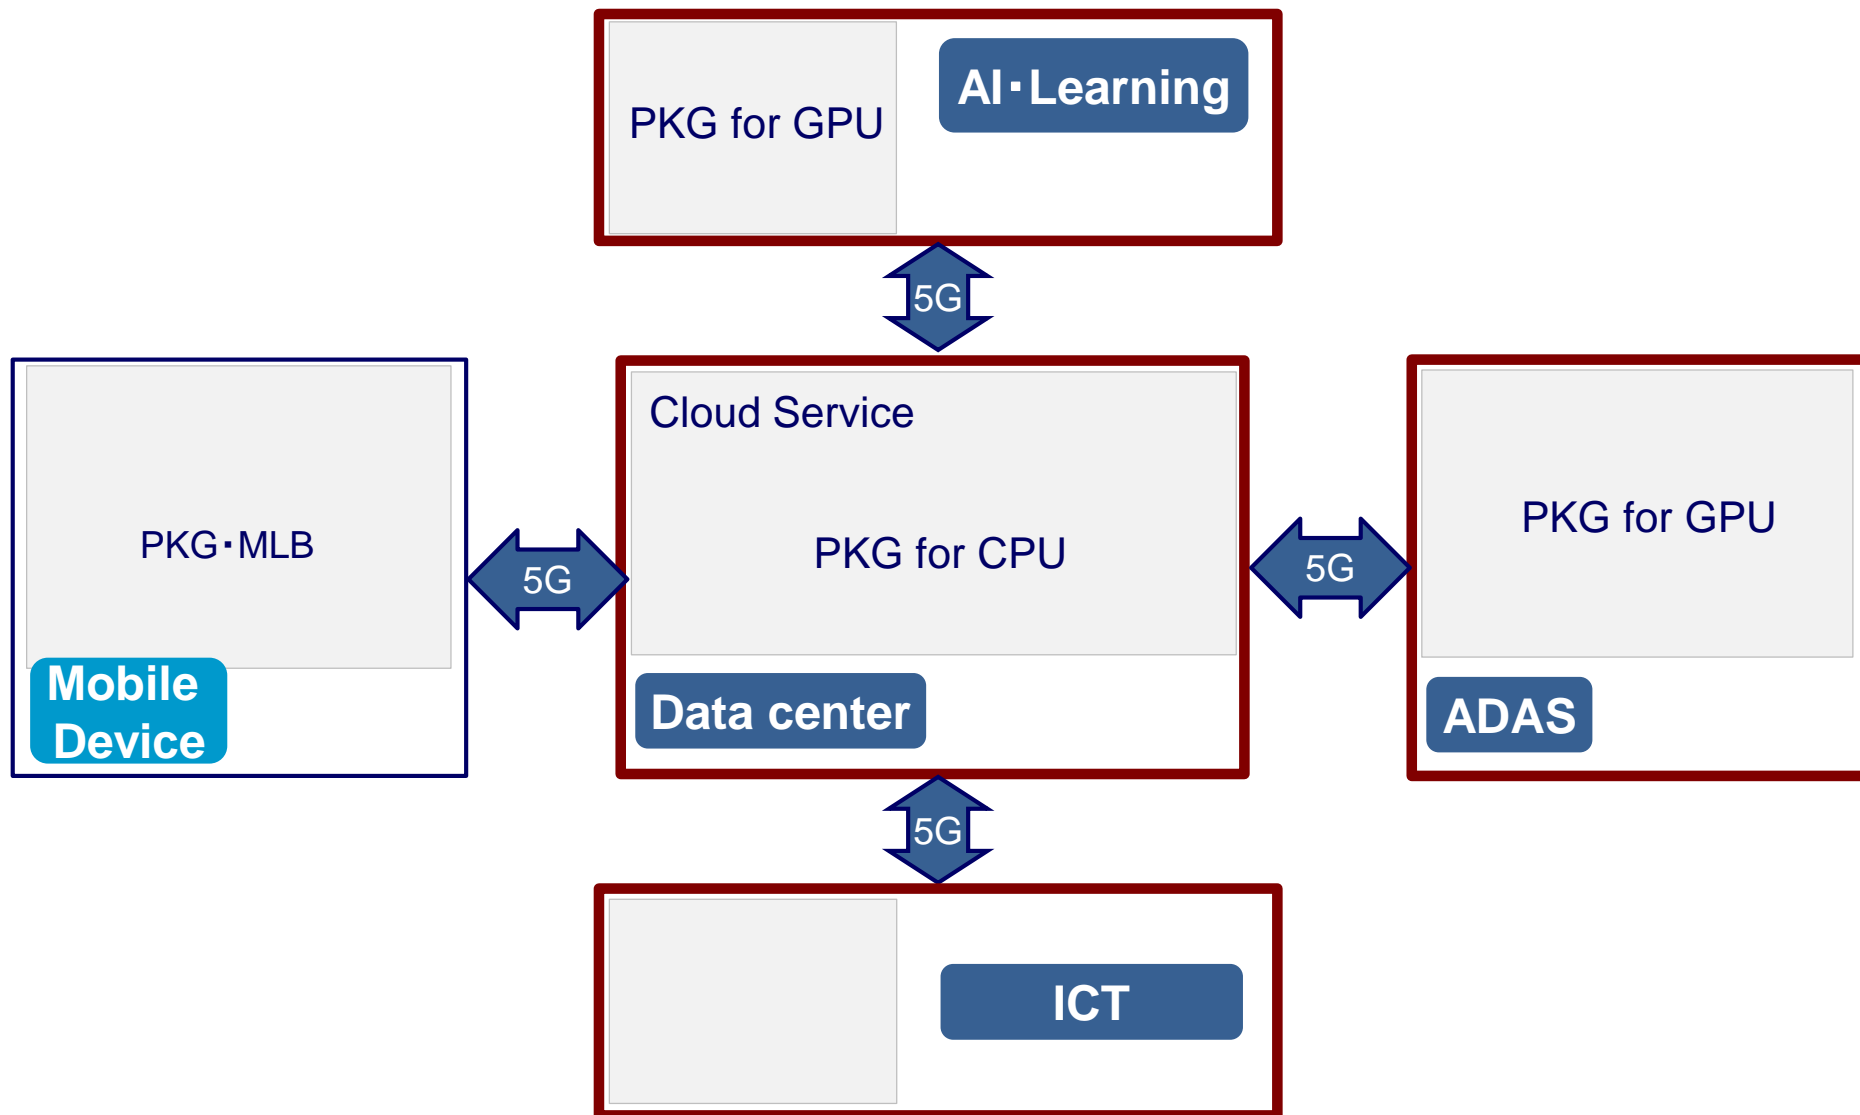 AI･Learning
PKG for GPU
5G
Cloud Service
PKG for GPU
PKG･MLB
PKG for CPU
5G
5G
Mobile
Device
Data center
ADAS
5G
ICT